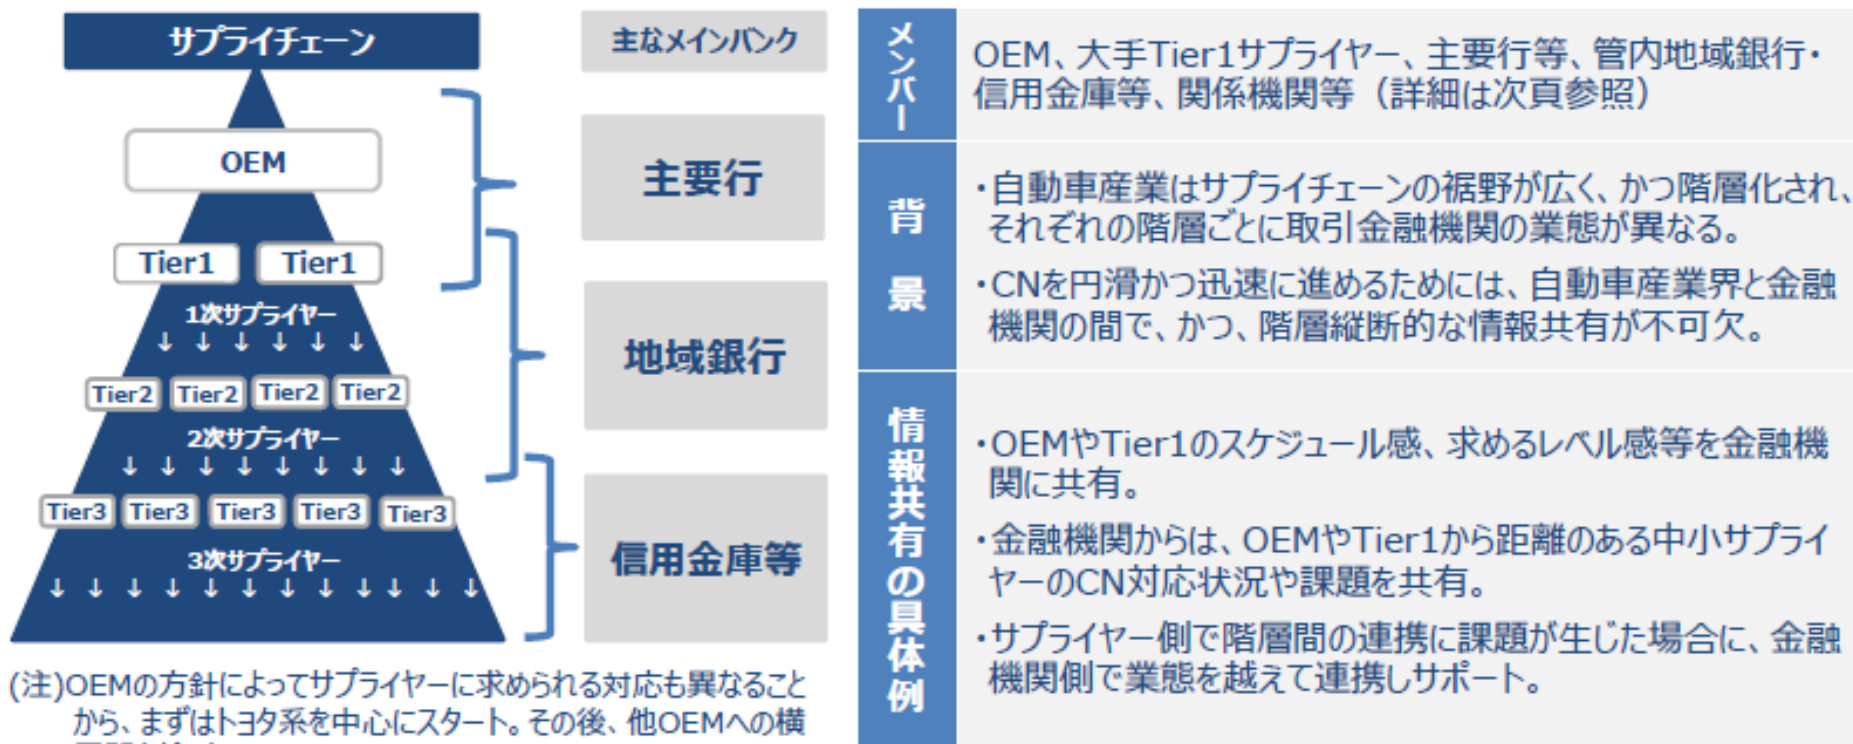 サプライチェーン
主なメインバンク
OEM
主要行
Tier1 Tier1
1次サプライヤー
↓ ↓ ↓ ↓ ↓ ↓
地域銀行
Tier2 Tier2 Tier2 Tier2
2次サプライヤー
↓ ↓ ↓ ↓ ↓ ↓ ↓ ↓
Tier3 Tier3 Tier3 Tier3 Tier3
3次サプライヤー
↓ ↓ ↓ ↓ ↓ ↓ ↓ ↓ ↓ ↓ ↓ ↓
信用金庫等
(注)OEMの方針によってサプライヤーに求められる対応も異なること
から、まずはトヨタ系を中心にスタート。その後、他OEMへの横
メンバー
OEM、大手Tier1サプライヤー、主要行等、管内地域銀行・
信用金庫等、関係機関等（詳細は次頁参照）
背景
・自動車産業はサプライチェーンの裾野が広く、かつ階層化され、
それぞれの階層ごとに取引金融機関の業態が異なる。
・CNを円滑かつ迅速に進めるためには、自動車産業界と金融
機関の間で、かつ、階層縦断的な情報共有が不可欠。
情報共有の具体例
・OEMやTier1のスケジュール感、求めるレベル感等を金融機
関に共有。
・金融機関からは、OEMやTier1から距離のある中小サプライ
ヤーのCN対応状況や課題を共有。
・サプライヤー側で階層間の連携に課題が生じた場合に、金融
機関側で業態を越えて連携しサポート。